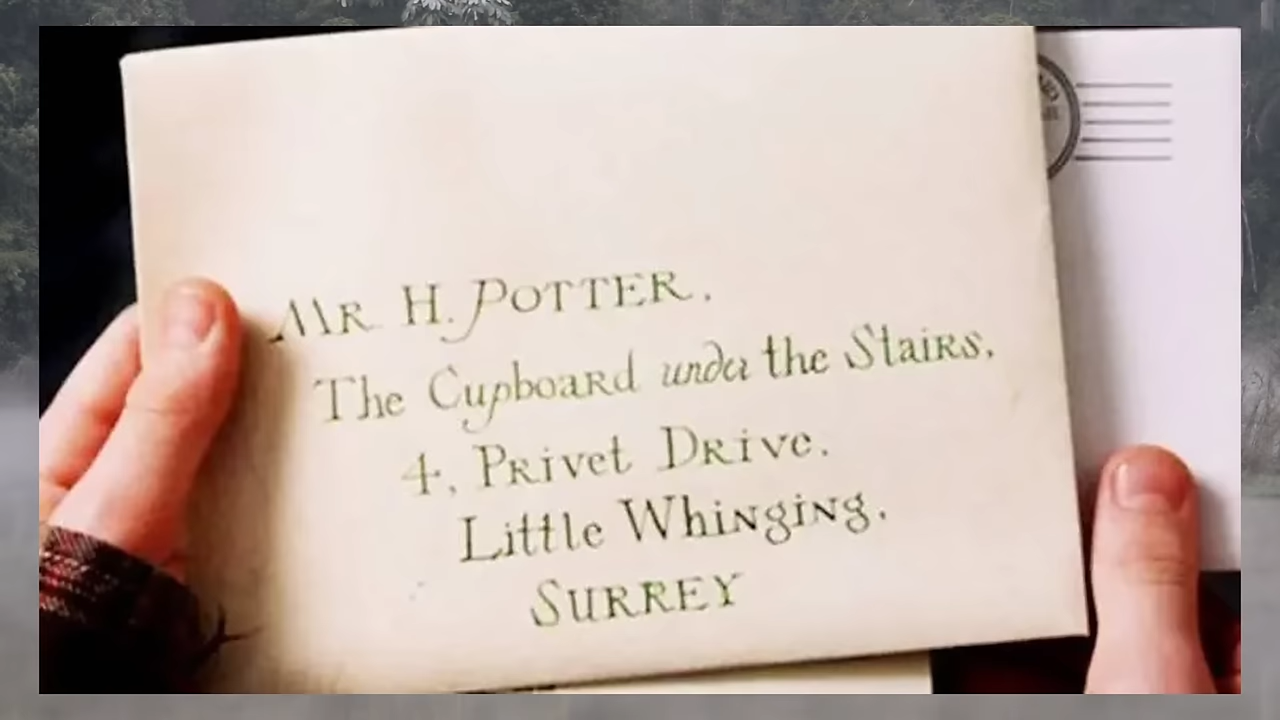 Mr H. POTTER,
The Cupboard under the Stairs,
4, Privet Drive,
Little Whinging,
SURREY